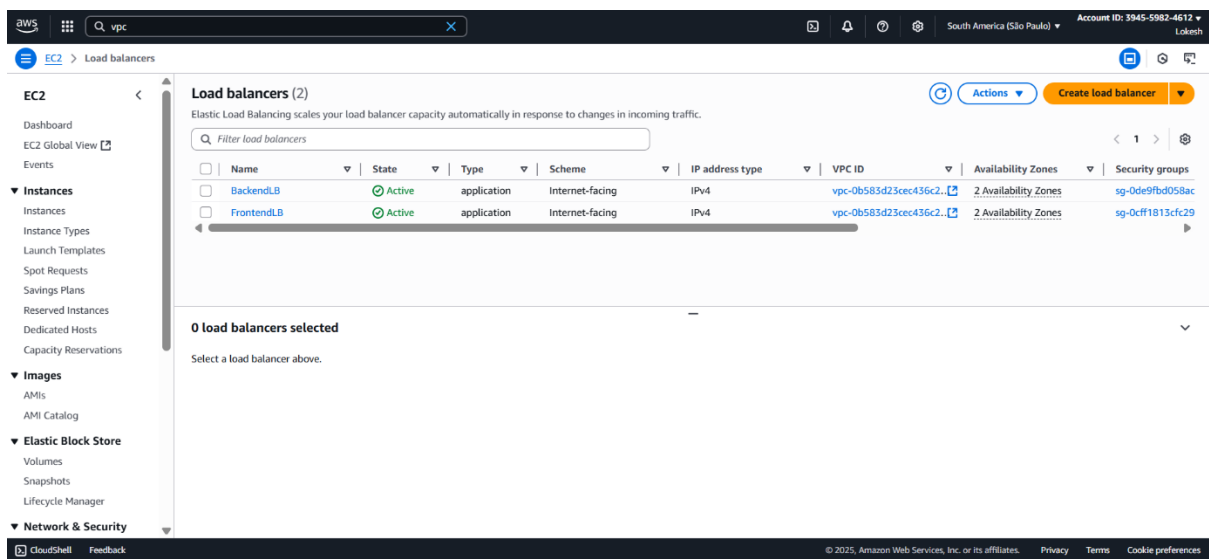 aws
vpc
South America (São Paulo)
Account ID: 3945-5982-4612
Lokesh
EC2 > Load balancers
EC2
Dashboard
EC2 Global View
Events
Instances
Instances
Instance Types
Launch Templates
Spot Requests
Savings Plans
Reserved Instances
Dedicated Hosts
Capacity Reservations
Images
AMIs
AMI Catalog
Elastic Block Store
Volumes
Snapshots
Lifecycle Manager
Network & Security
Load balancers (2)
Actions
Create load balancer
Elastic Load Balancing scales your load balancer capacity automatically in response to changes in incoming traffic.
Filter load balancers
1
Name State Type Scheme IP address type VPC ID Availability Zones Security groups
BackendLB Active application Internet-facing IPv4 vpc-0b583d23cec436c2.. 2 Availability Zones sg-0de9fbd058ac
FrontendLB Active application Internet-facing IPv4 vpc-0b583d23cec436c2.. 2 Availability Zones sg-0cff1813cfc29
0 load balancers selected
Select a load balancer above.
CloudShell Feedback © 2025, Amazon Web Services, Inc. or its affiliates. Privacy Terms Cookie preferences